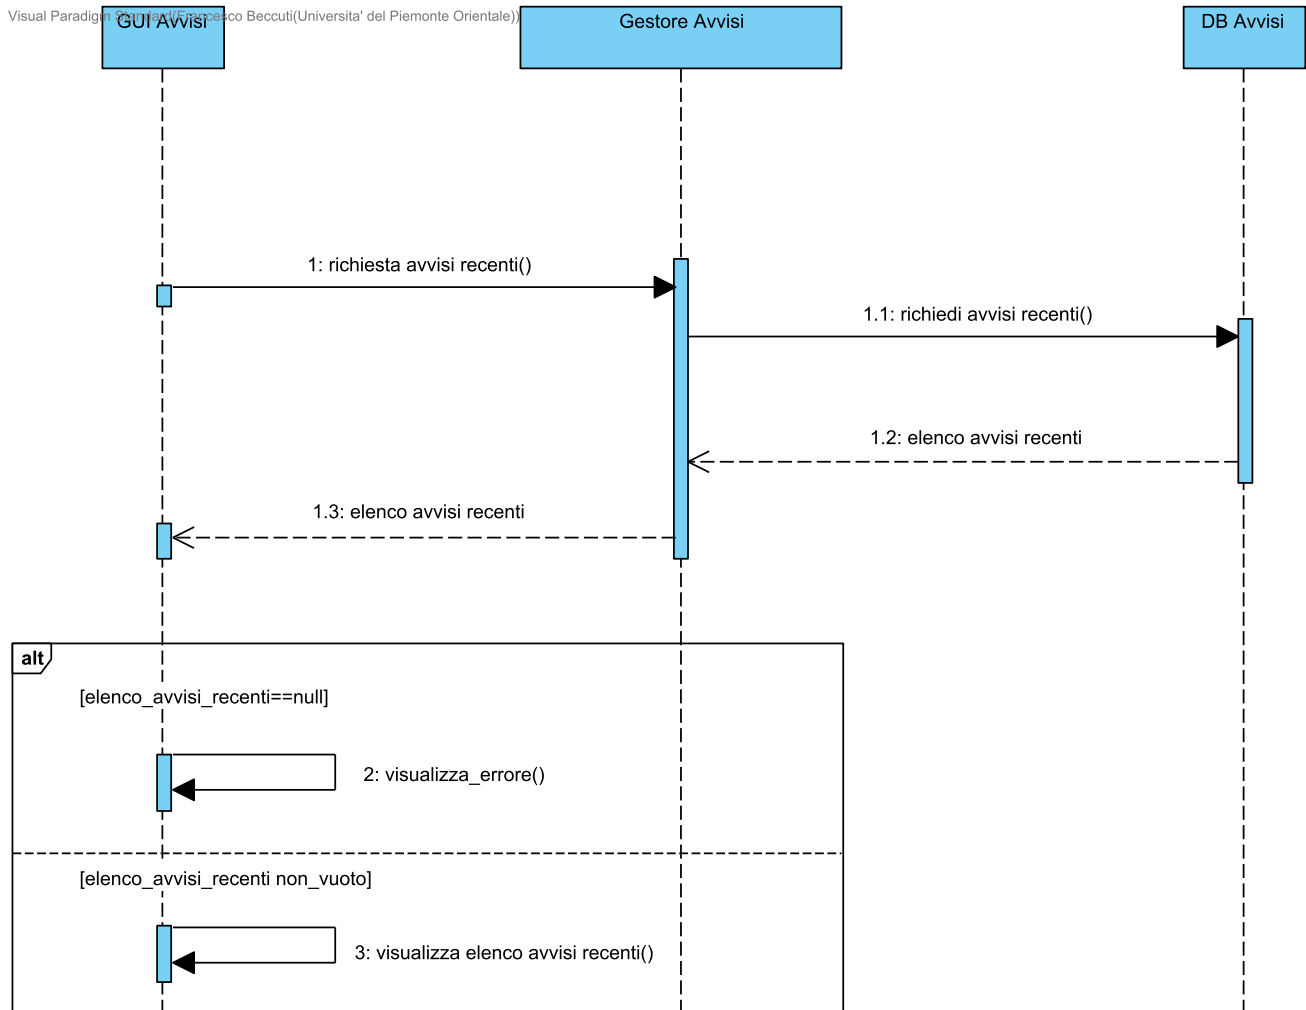 Visual Paradigm Standard(Francesco Beccuti(Universita' del Piemonte Orientale))
GUI Avvisi
Gestore Avvisi
DB Avvisi
1: richiesta avvisi recenti()
1.1: richiedi avvisi recenti()
1.2: elenco avvisi recenti
1.3: elenco avvisi recenti
alt
[elenco_avvisi_recenti==null]
2: visualizza_errore()
[elenco_avvisi_recenti non_vuoto]
3: visualizza elenco avvisi recenti()